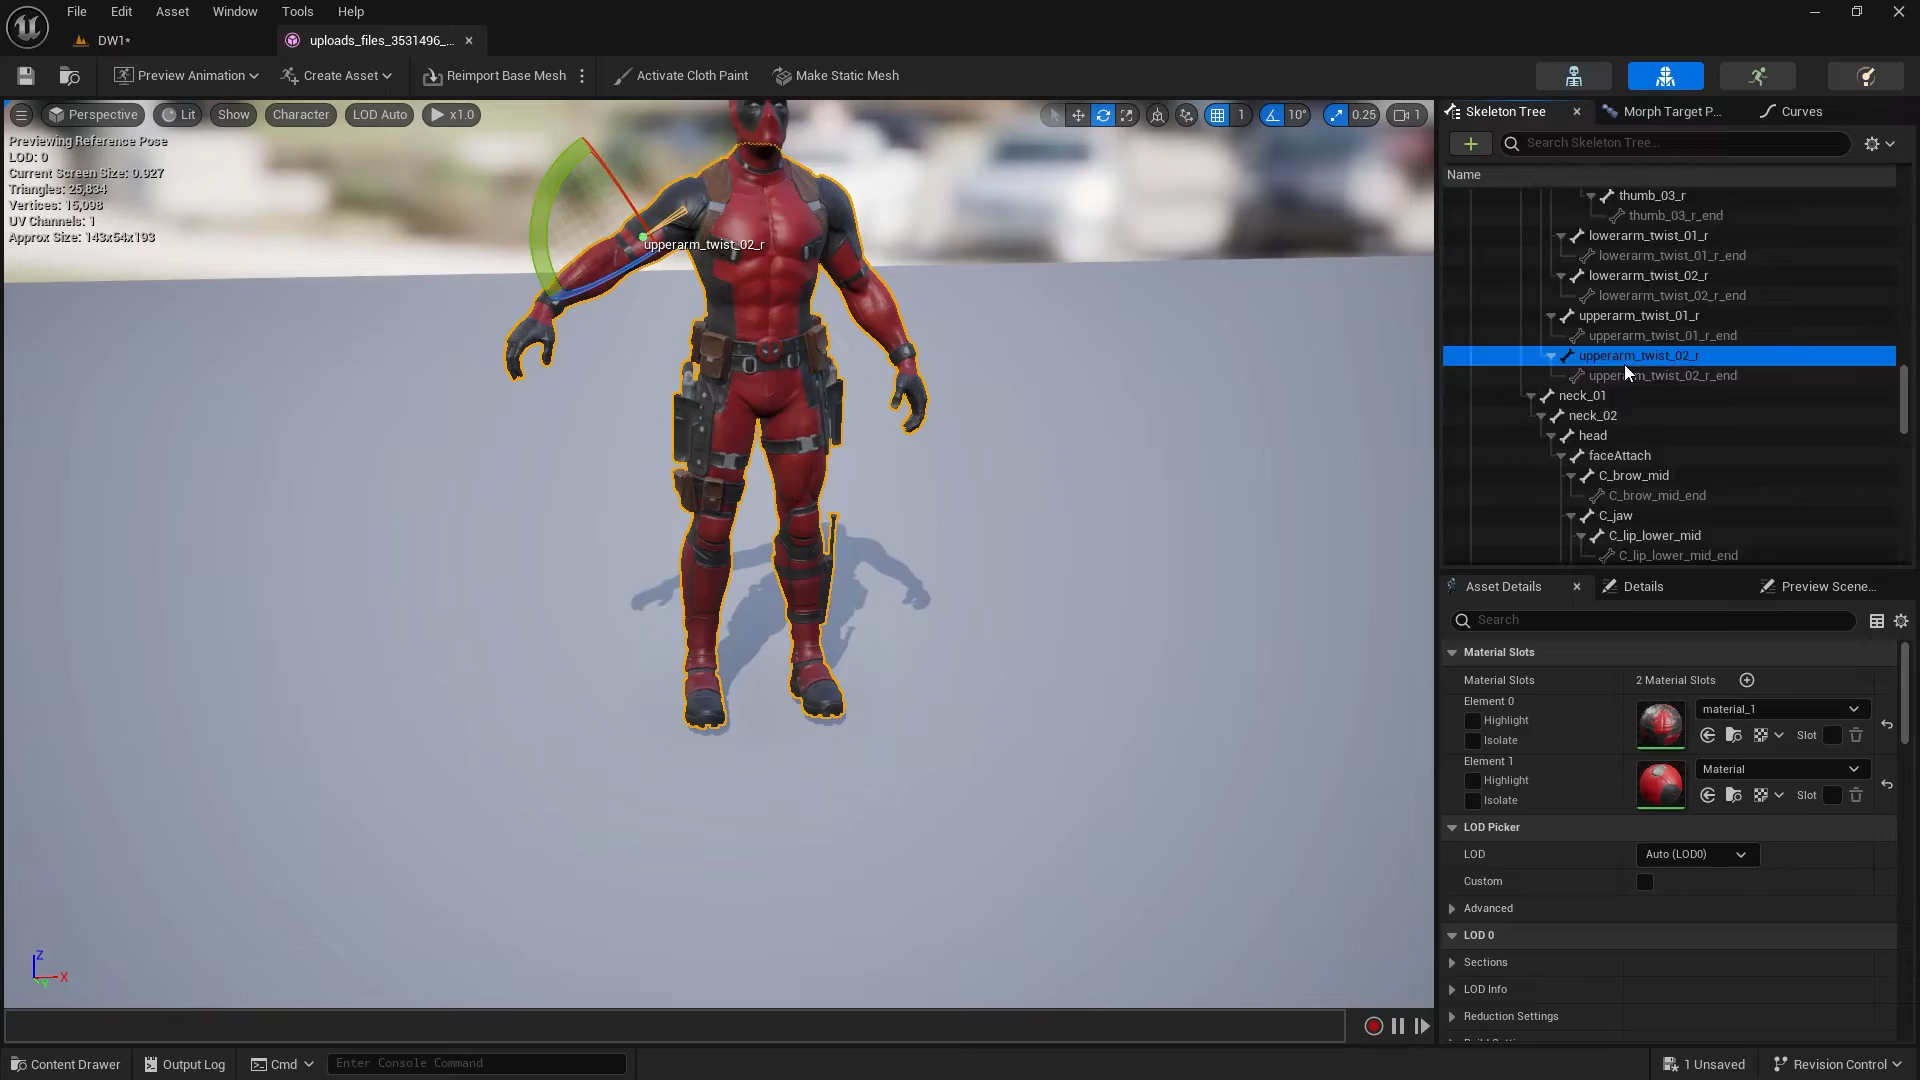 File Edit Asset Window Tools Help
DW1* uploads_files_3531496_...
Preview Animation Create Asset Reimport Base Mesh Activate Cloth Paint Make Static Mesh
Perspective Lit Show Character LOD Auto x1.0 1 10° 0.25 1
Previewing Reference Pose
LOD: 0
Current Screen Size: 0.927
Triangles: 25,834
Vertices: 15,098
UV Channels: 1
Approx Size: 143x54x193
upperarm_twist_02_r
Z
X
Y
Skeleton Tree Morph Target P... Curves
Search Skeleton Tree...
Name
thumb_03_r
thumb_03_r_end
lowerarm_twist_01_r
lowerarm_twist_01_r_end
lowerarm_twist_02_r
lowerarm_twist_02_r_end
upperarm_twist_01_r
upperarm_twist_01_r_end
upperarm_twist_02_r
upperarm_twist_02_r_end
neck_01
neck_02
head
faceAttach
C_brow_mid
C_brow_mid_end
C_jaw
C_lip_lower_mid
C_lip_lower_mid_end
Asset Details Details Preview Scene...
Search
Material Slots
Material Slots 2 Material Slots
Element 0
Highlight
Isolate
material_1
Slot
Element 1
Highlight
Isolate
Material
Slot
LOD Picker
LOD Auto (LOD0)
Custom
Advanced
LOD 0
Sections
LOD Info
Reduction Settings
Content Drawer Output Log Cmd Enter Console Command 1 Unsaved Revision Control